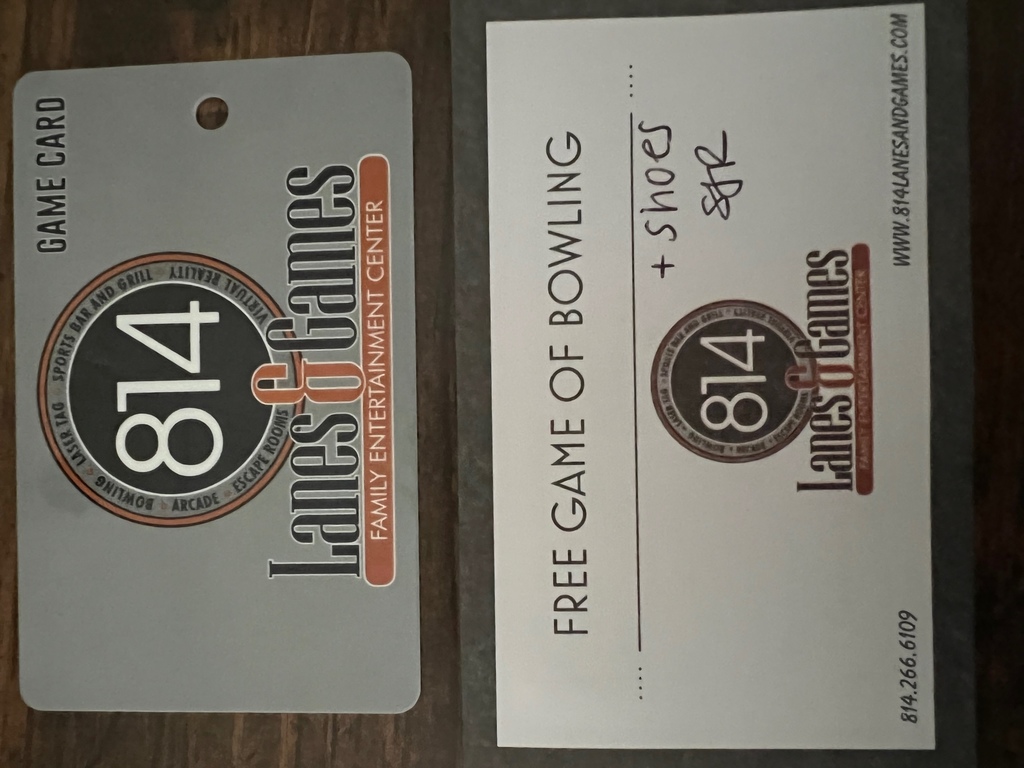 GAME CARD
SPORTS BAR AND GRILL
VIRTUAL REALITY
LASER TAG
BOWLING
ARCADE
ESCAPE ROOMS
814
Lanes & Games
FAMILY ENTERTAINMENT CENTER
FREE GAME OF BOWLING
+ shoes
814
Lanes & Games
FAMILY ENTERTAINMENT CENTER
814.266.6109
WWW.814LANESANDGAMES.COM